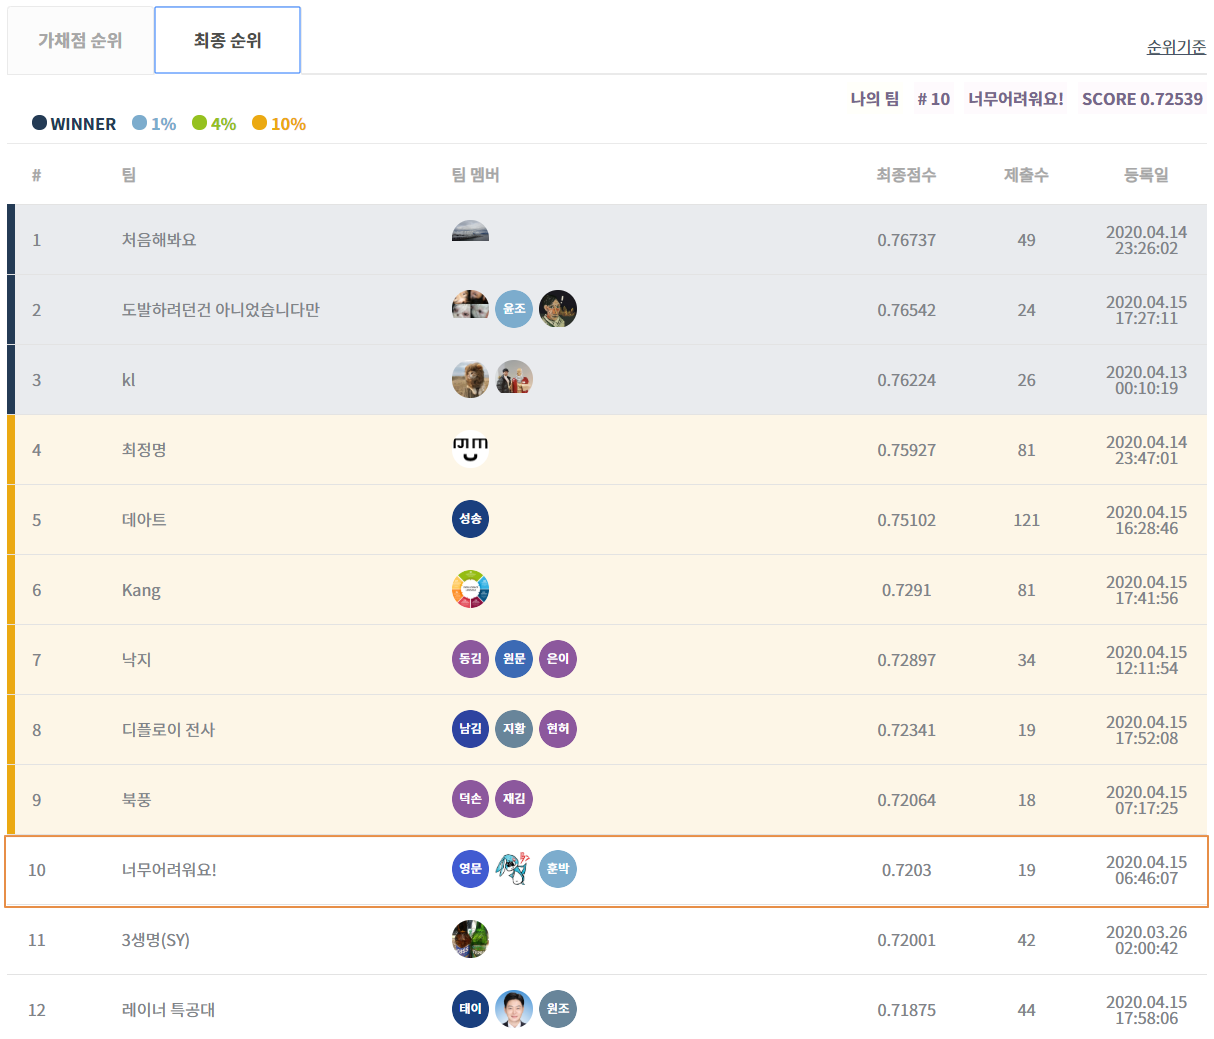 가채점 순위
최종 순위
순위기준
나의 팀 # 10 너무어려워요! SCORE 0.72539
WINNER 1% 4% 10%
# 팀 팀 멤버 최종점수 제출수 등록일
1 처음해봐요 0.76737 49 2020.04.14 23:26:02
2 도발하려던건 아니었습니다만 윤조 0.76542 24 2020.04.15 17:27:11
3 kl 0.76224 26 2020.04.13 00:10:19
4 최정명 0.75927 81 2020.04.14 23:47:01
5 데아트 성송 0.75102 121 2020.04.15 16:28:46
6 Kang 0.7291 81 2020.04.15 17:41:56
7 낙지 동김 원문 은이 0.72897 34 2020.04.15 12:11:54
8 디플로이 전사 남김 지황 현허 0.72341 19 2020.04.15 17:52:08
9 북풍 덕손 재김 0.72064 18 2020.04.15 07:17:25
10 너무어려워요! 영문 훈박 0.7203 19 2020.04.15 06:46:07
11 3생명(SY) 0.72001 42 2020.03.26 02:00:42
12 레이너 특공대 태이 원조 0.71875 44 2020.04.15 17:58:06